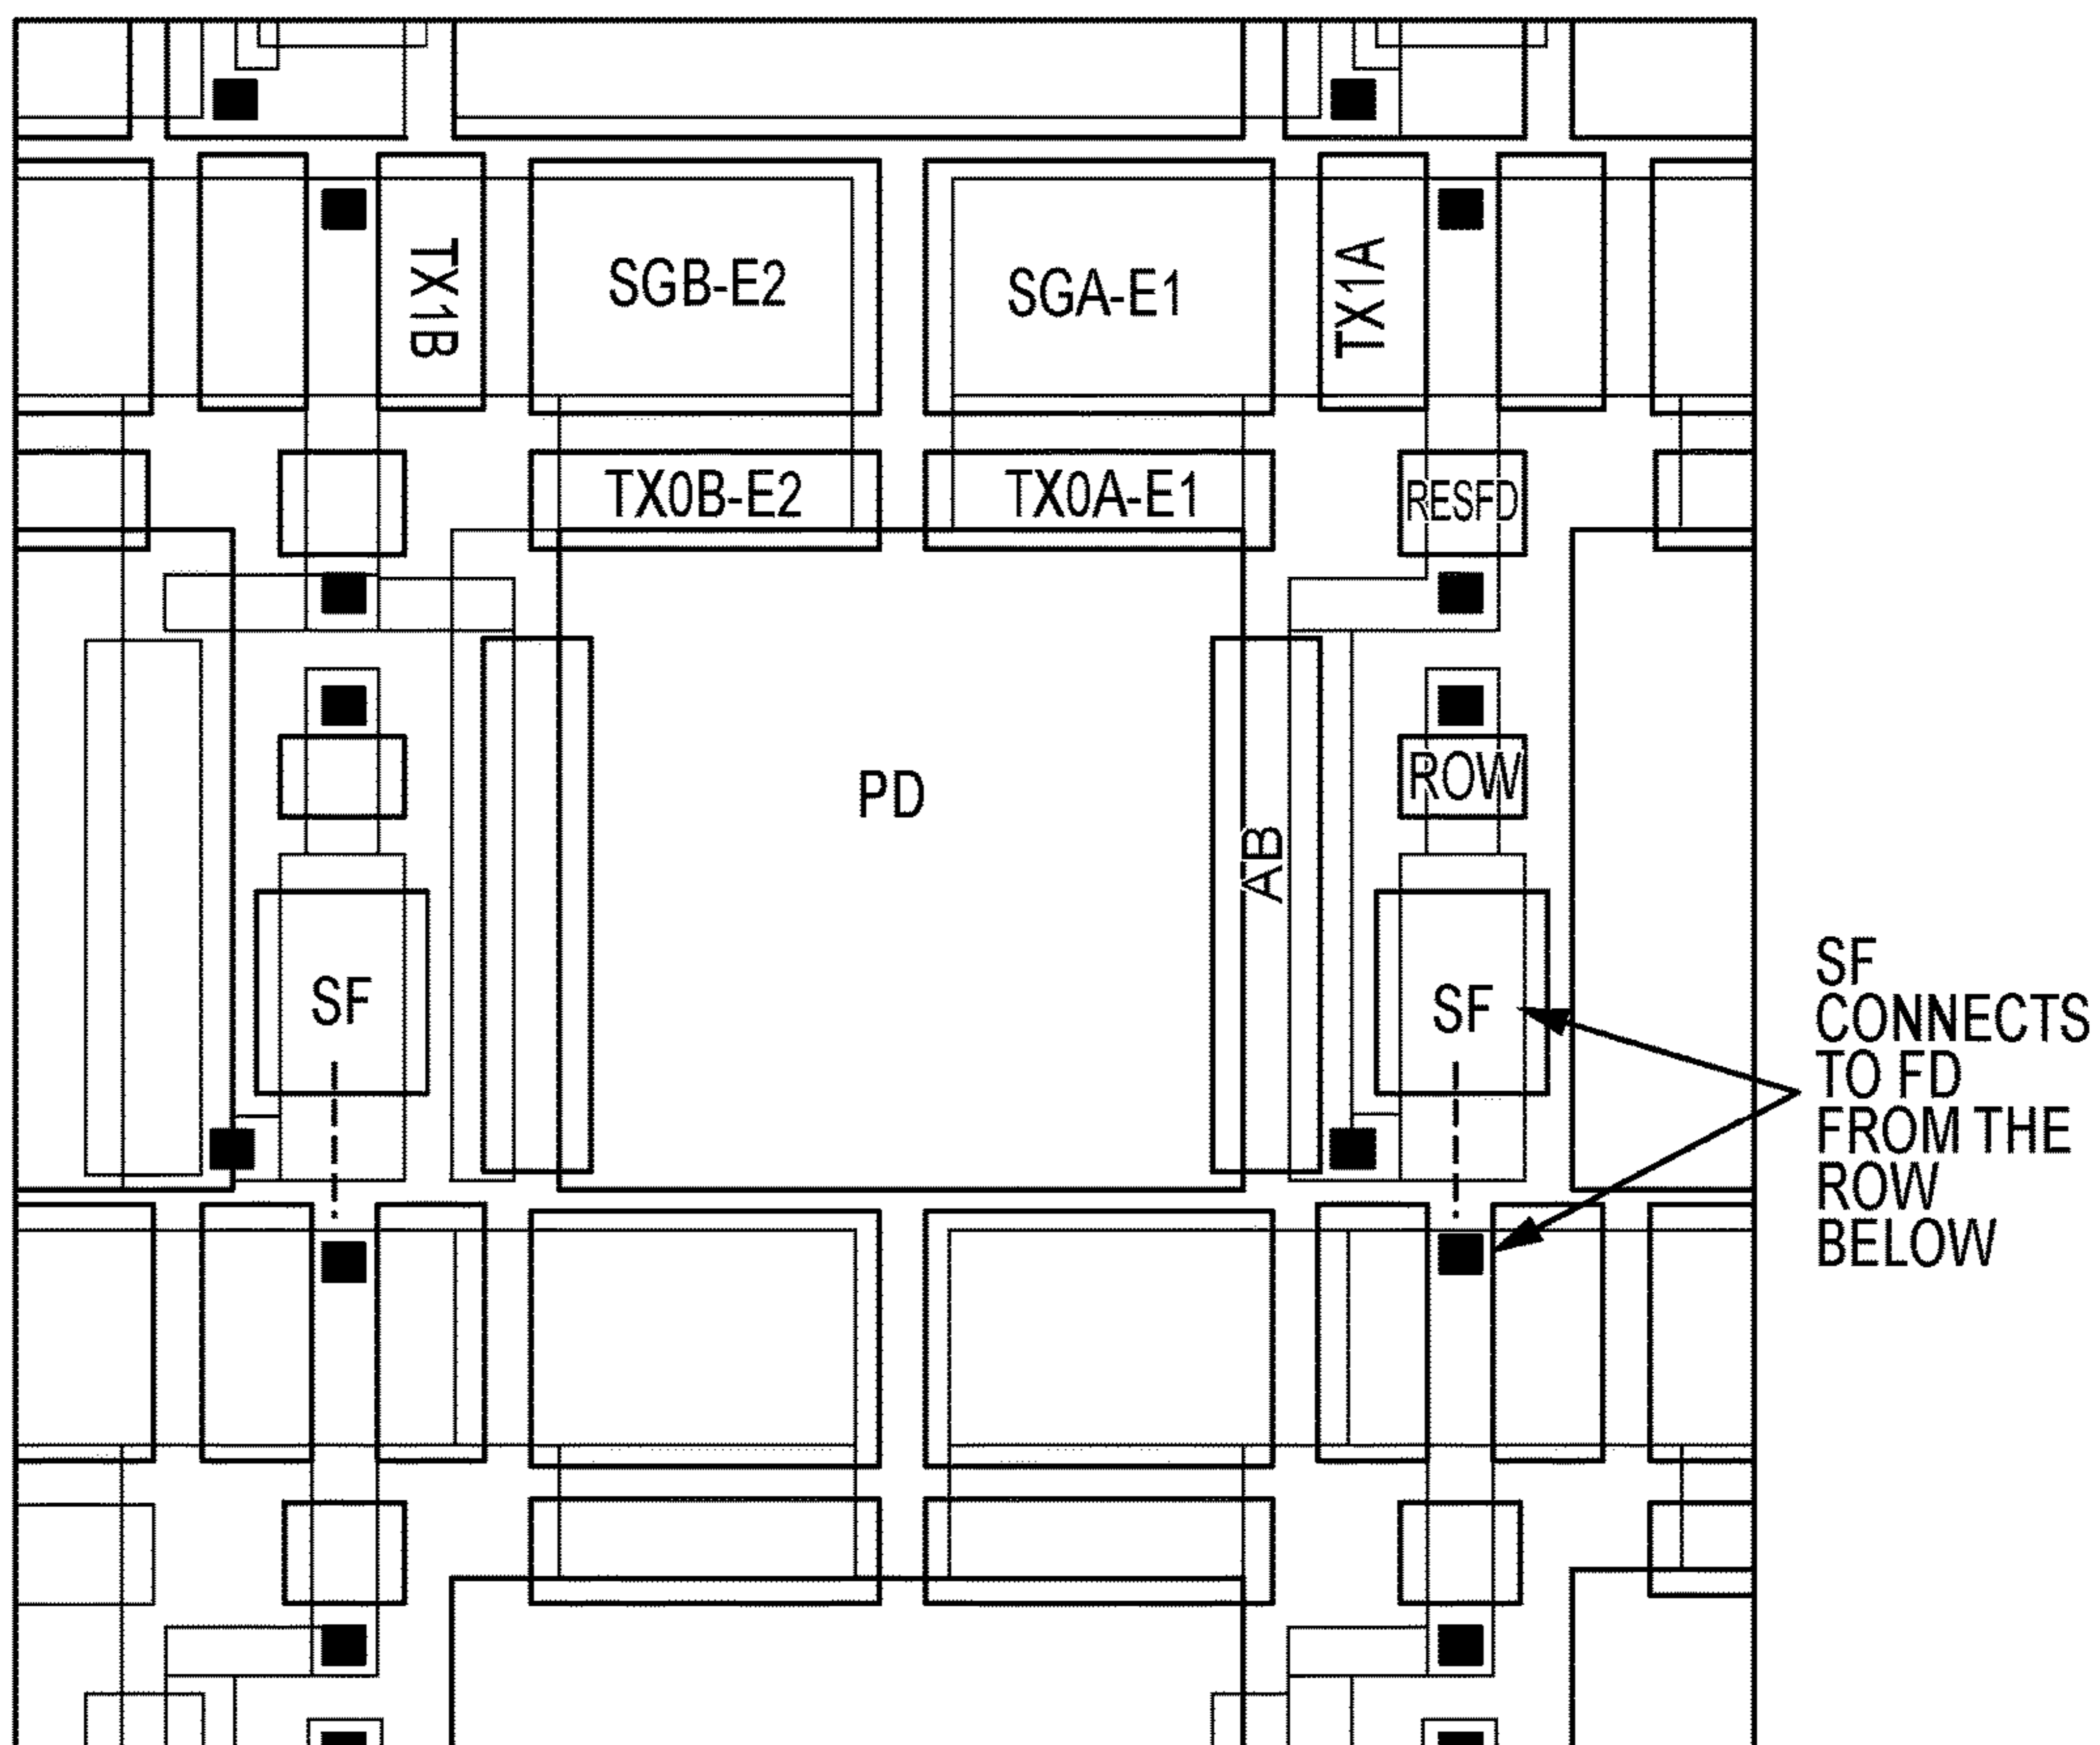 TX1B
SGB-E2
SGA-E1
TX1A
TX0B-E2
TX0A-E1
RESFD
PD
ROW
AB
SF
SF
SF
CONNECTS
TO FD
FROM THE
ROW
BELOW